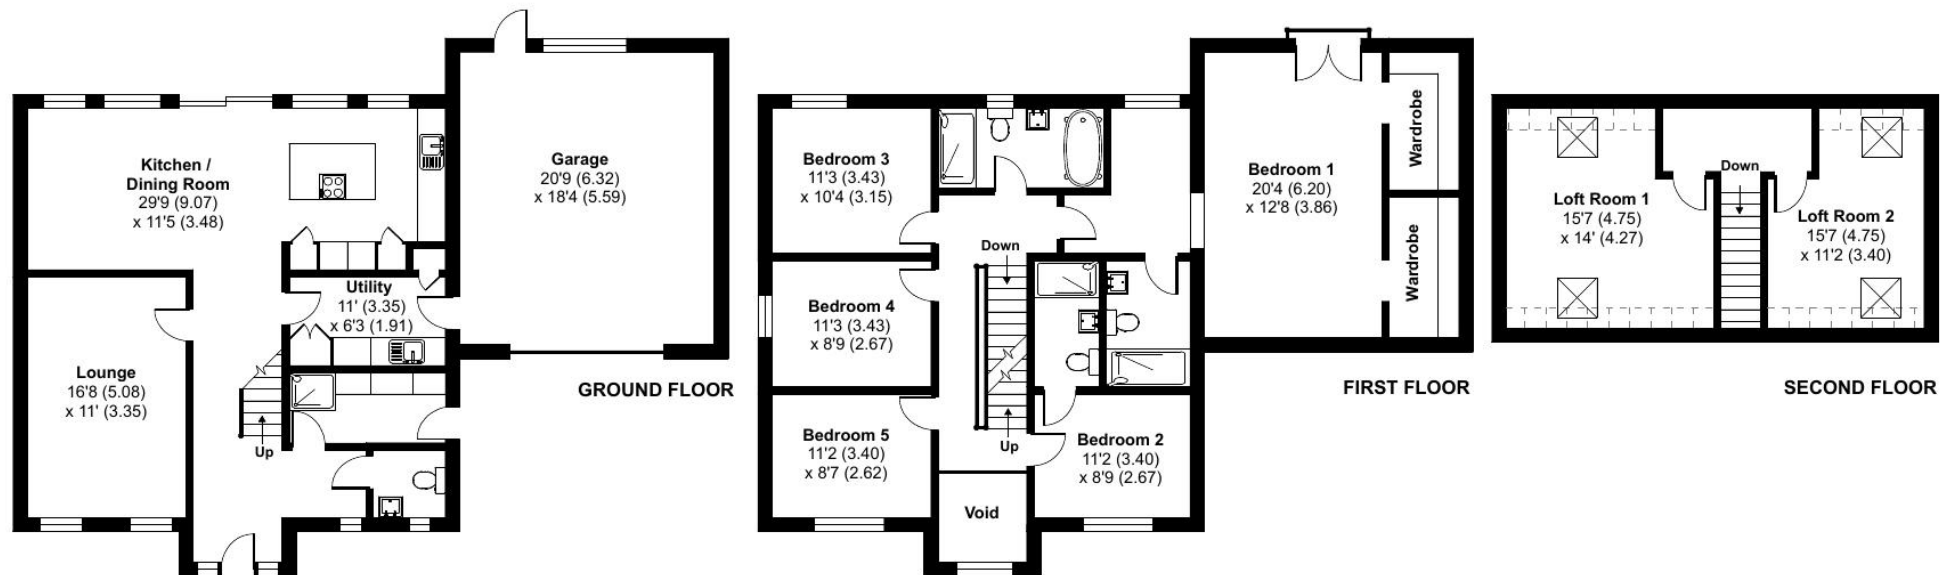 Kitchen /
Dining Room
29'9 (9.07)
x 11'5 (3.48)
Garage
20'9 (6.32)
x 18'4 (5.59)
Utility
11' (3.35)
x 6'3 (1.91)
Lounge
16'8 (5.08)
x 11' (3.35)
Up
GROUND FLOOR
Bedroom 3
11'3 (3.43)
x 10'4 (3.15)
Bedroom 1
20'4 (6.20)
x 12'8 (3.86)
Wardrobe
Wardrobe
Down
Bedroom 4
11'3 (3.43)
x 8'9 (2.67)
Bedroom 5
11'2 (3.40)
x 8'7 (2.62)
Up
Bedroom 2
11'2 (3.40)
x 8'9 (2.67)
Void
FIRST FLOOR
Down
Loft Room 1
15'7 (4.75)
x 14' (4.27)
Loft Room 2
15'7 (4.75)
x 11'2 (3.40)
SECOND FLOOR